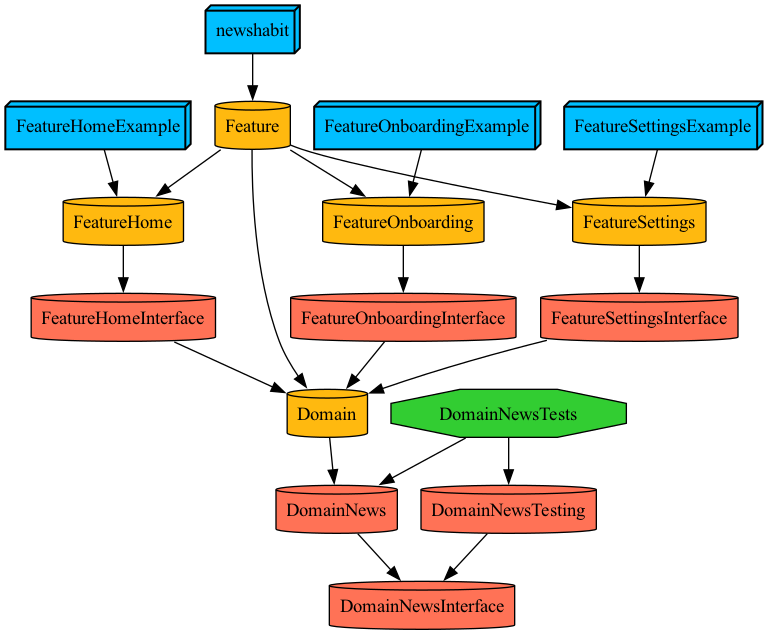 newshabit
FeatureHomeExample
Feature
FeatureOnboardingExample
FeatureSettingsExample
FeatureHome
FeatureOnboarding
FeatureSettings
FeatureHomeInterface
FeatureOnboardingInterface
FeatureSettingsInterface
Domain
DomainNewsTests
DomainNews
DomainNewsTesting
DomainNewsInterface